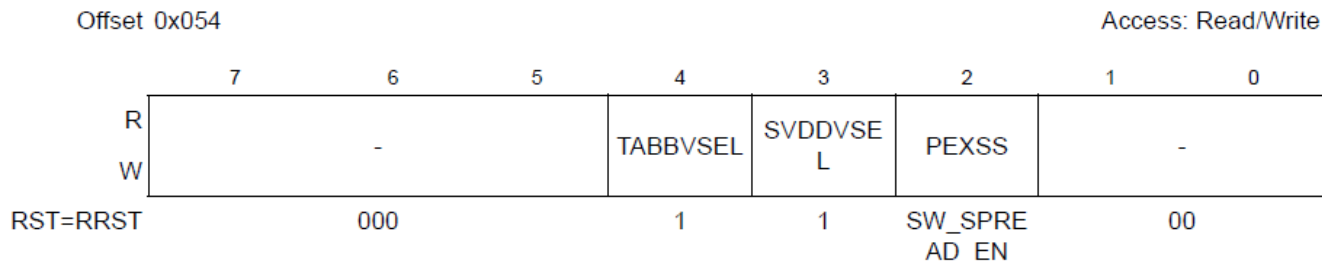 Offset 0x054 Access: Read/Write
7 6 5 4 3 2 1 0
R
W
- TABBVSEL SVDDVSE
L PEXSS -
RST=RRST 000 1 1 SW_SPRE
AD_EN 00